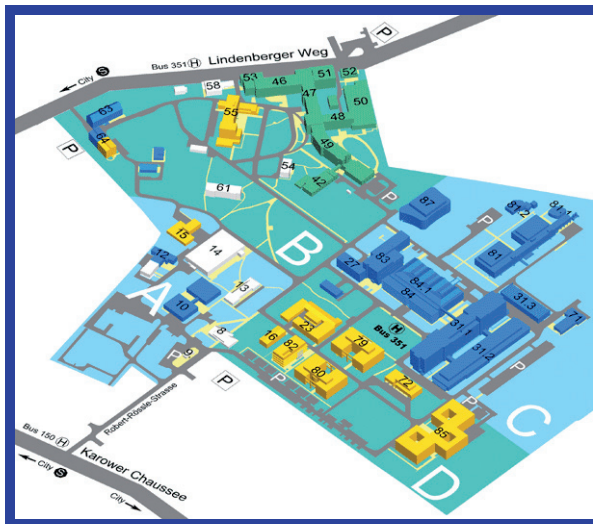 P
Lindenberger Weg
Bus 351 H
City S
58
53
46
51
52
63
55
47
50
48
64
49
P
54
42
61
P
87
81.2
81.1
15
P
14
B
83
81
12
27
84.1
13
84
31.3
A
10
23
H
31.1
71
8
Bus 351
16
82
79
31.2
P
9
P
80
P
72
P
P
C
85
Robert-Rössle-Strasse
Bus 150 H
D
City S
Karower Chaussee
City